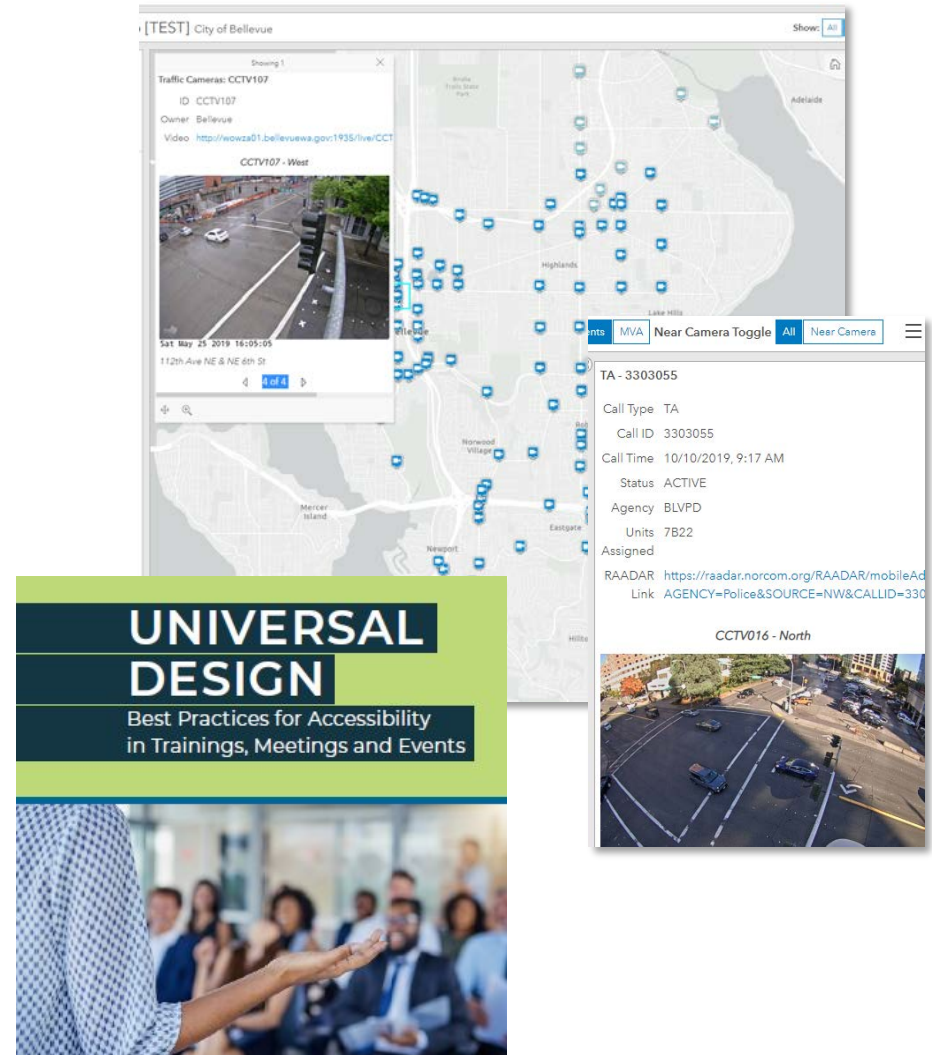 [TEST] City of Bellevue
Show: All
Showing 1
Traffic Cameras: CCTV107
ID CCTV107
Owner Bellevue
Video http://wowza01.bellevuewa.gov:1935/live/CCT
CCTV107 - West
Sat May 25 2019 16:05:05
112th Ave NE & NE 6th St
4 of 4
Bridle
Trails State
Park
Adelaide
Highlands
Lake Hills
Norwood
Village
Mercer
Island
Eastgate
Newport
MVA Near Camera Toggle All Near Camera
TA - 3303055
Call Type TA
Call ID 3303055
Call Time 10/10/2019, 9:17 AM
Status ACTIVE
Agency BLVPD
Units 7B22
Assigned
RAADAR https://raadar.norcom.org/RAADAR/mobileAd
Link AGENCY=Police&SOURCE=NW&CALLID=330
CCTV016 - North
UNIVERSAL
DESIGN
Best Practices for Accessibility
in Trainings, Meetings and Events